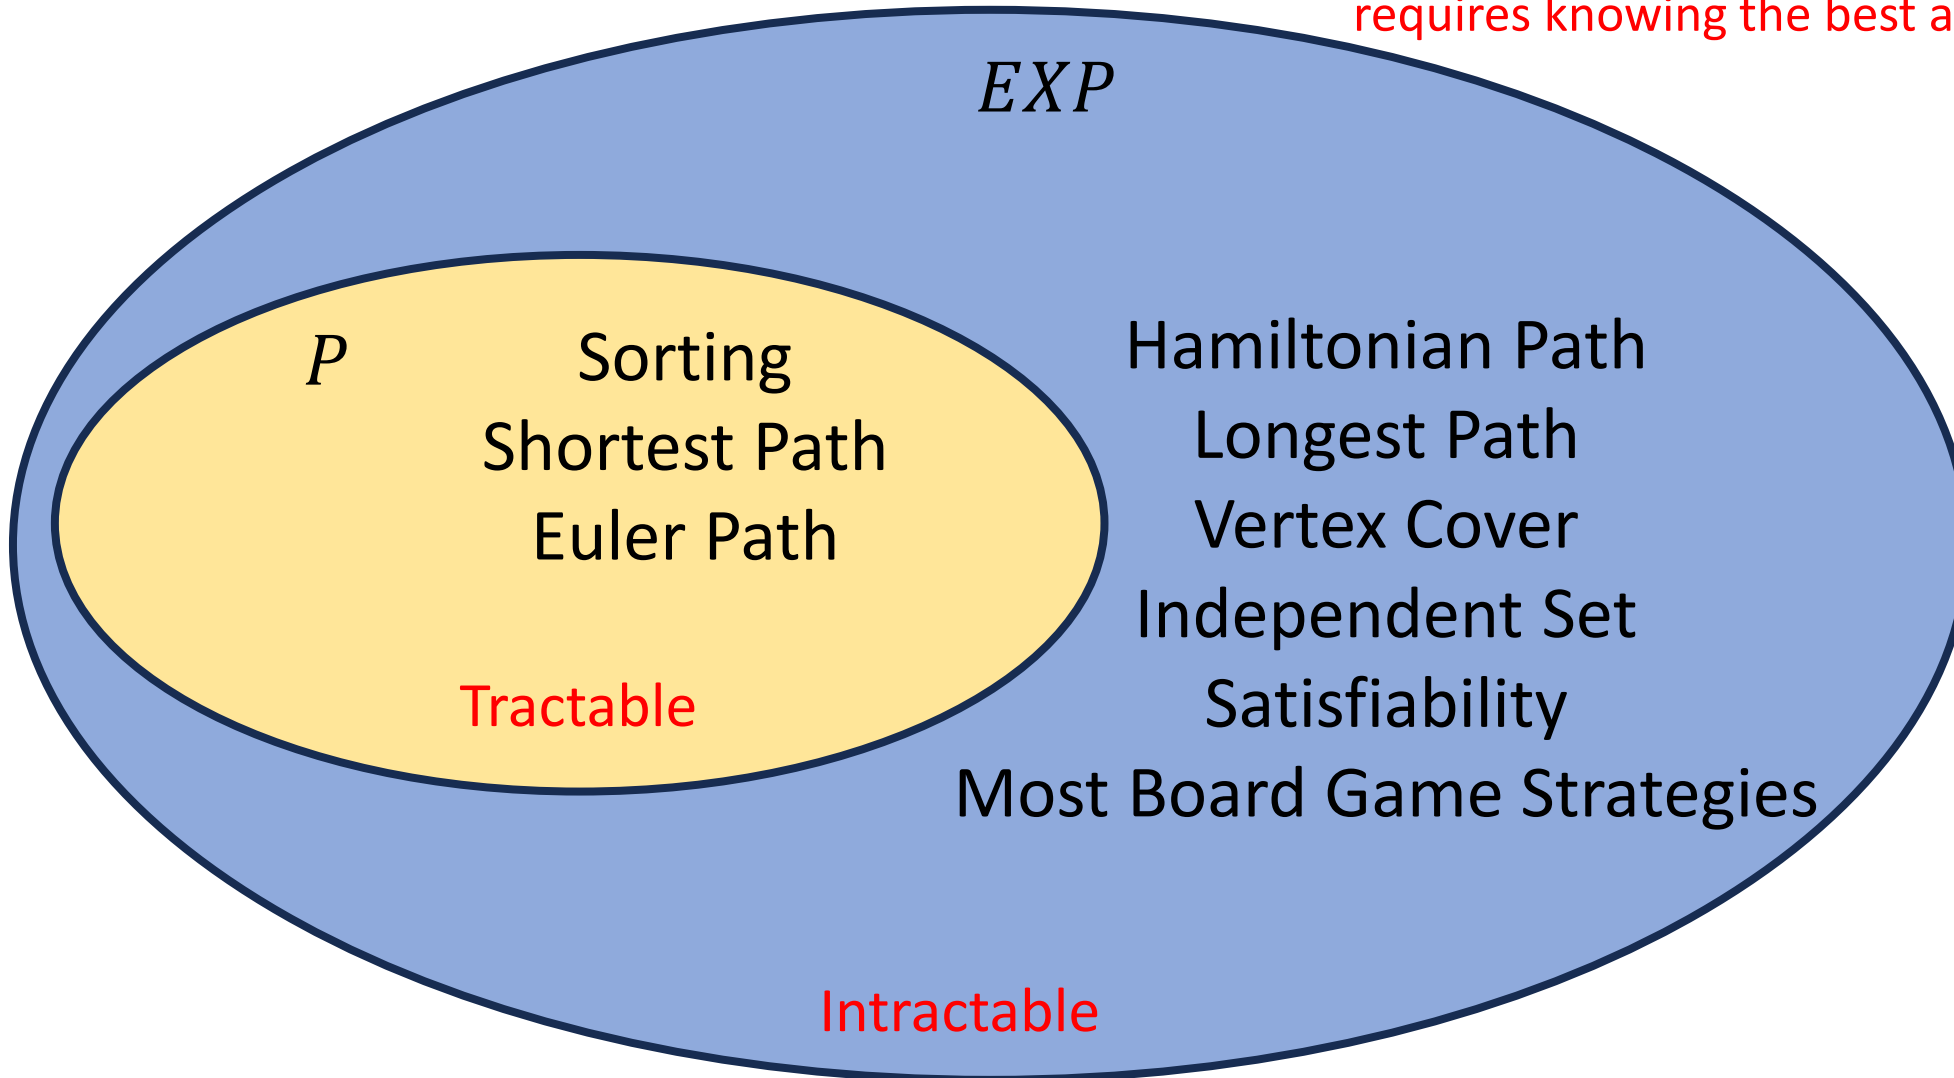 requires knowing the best a
EXP
P
Sorting
Shortest Path
Euler Path
Tractable
Hamiltonian Path
Longest Path
Vertex Cover
Independent Set
Satisfiability
Most Board Game Strategies
Intractable